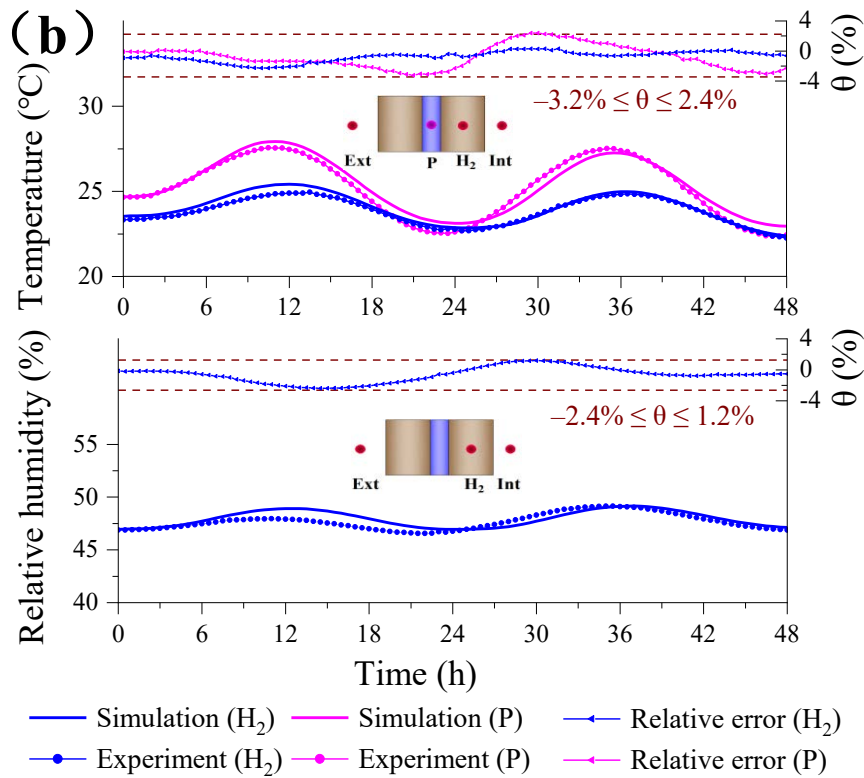 (b)
Temperature (℃)
30
25
20
4
0
-4
θ (%)
−3.2% ≤ θ ≤ 2.4%
Ext P H₂ Int
0 6 12 18 24 30 36 42 48
Relative humidity (%)
55
50
45
40
4
0
-4
θ (%)
−2.4% ≤ θ ≤ 1.2%
Ext H₂ Int
0 6 12 18 24 30 36 42 48
Time (h)
Simulation (H₂) Simulation (P) Relative error (H₂)
Experiment (H₂) Experiment (P) Relative error (P)